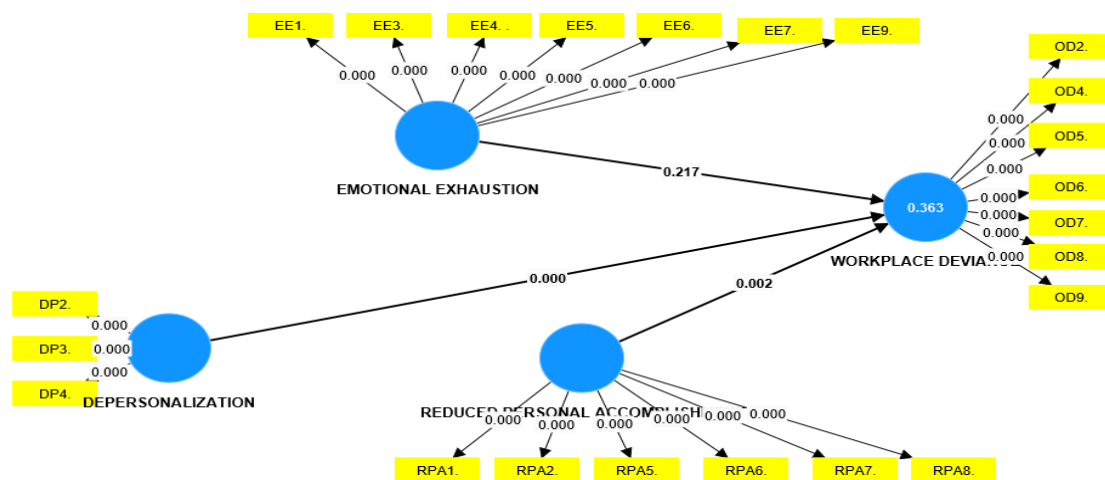 EE1. EE3. EE4. . EE5. EE6. EE7. EE9.
0.000 0.000 0.000 0.000 0.000 0.000 0.000
EMOTIONAL EXHAUSTION
0.217
OD2.
OD4.
OD5.
OD6.
OD7.
OD8.
OD9.
0.000
0.000
0.000
0.000
0.000
0.000
0.000
0.363
WORKPLACE
0.000
0.002
DP2.
DP3.
DP4.
0.000
0.000
0.000
DEPERSONALIZATION
REDUCED PERSONAL ACCOMPLISH
0.000 0.000 0.000 0.000 0.000 0.000
RPA1. RPA2. RPA5. RPA6. RPA7. RPA8.